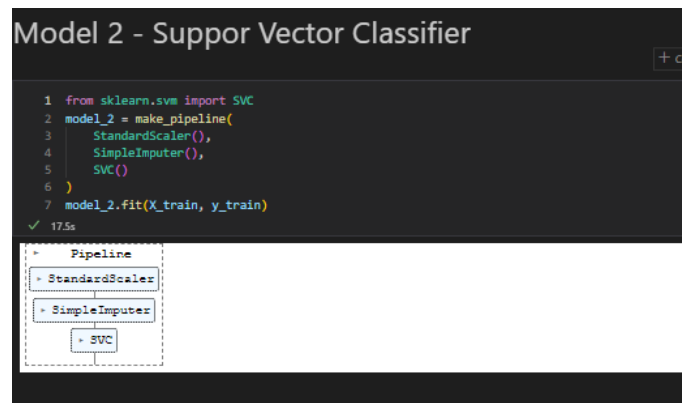 Model 2 - Suppor Vector Classifier
+ c
1 from sklearn.svm import SVC
2 model_2 = make_pipeline(
3     StandardScaler(),
4     SimpleImputer(),
5     SVC()
6 )
7 model_2.fit(X_train, y_train)
✓ 17.5s
▸ Pipeline
▸ StandardScaler
▸ SimpleImputer
▸ SVC